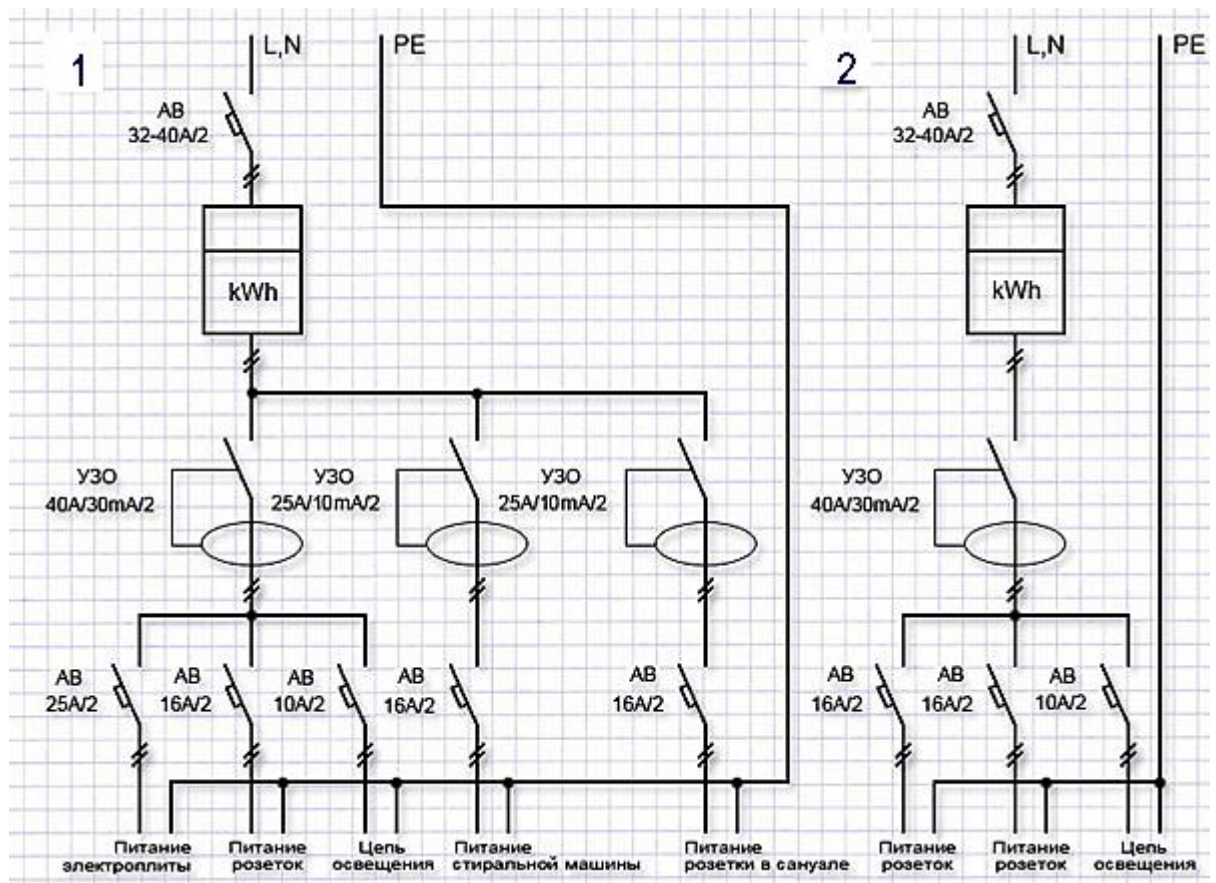 1
L,N
PE
АВ
32-40А/2
kWh
УЗО
40А/30mA/2
УЗО
25А/10mA/2
УЗО
25А/10mA/2
АВ
25А/2
АВ
16А/2
АВ
10А/2
АВ
16А/2
АВ
16А/2
Питание
электроплиты
Питание
розеток
Цепь
освещения
Питание
стиральной машины
Питание
розетки в санузле
2
L,N
PE
АВ
32-40А/2
kWh
УЗО
40А/30mA/2
АВ
16А/2
АВ
16А/2
АВ
10А/2
Питание
розеток
Питание
розеток
Цепь
освещения